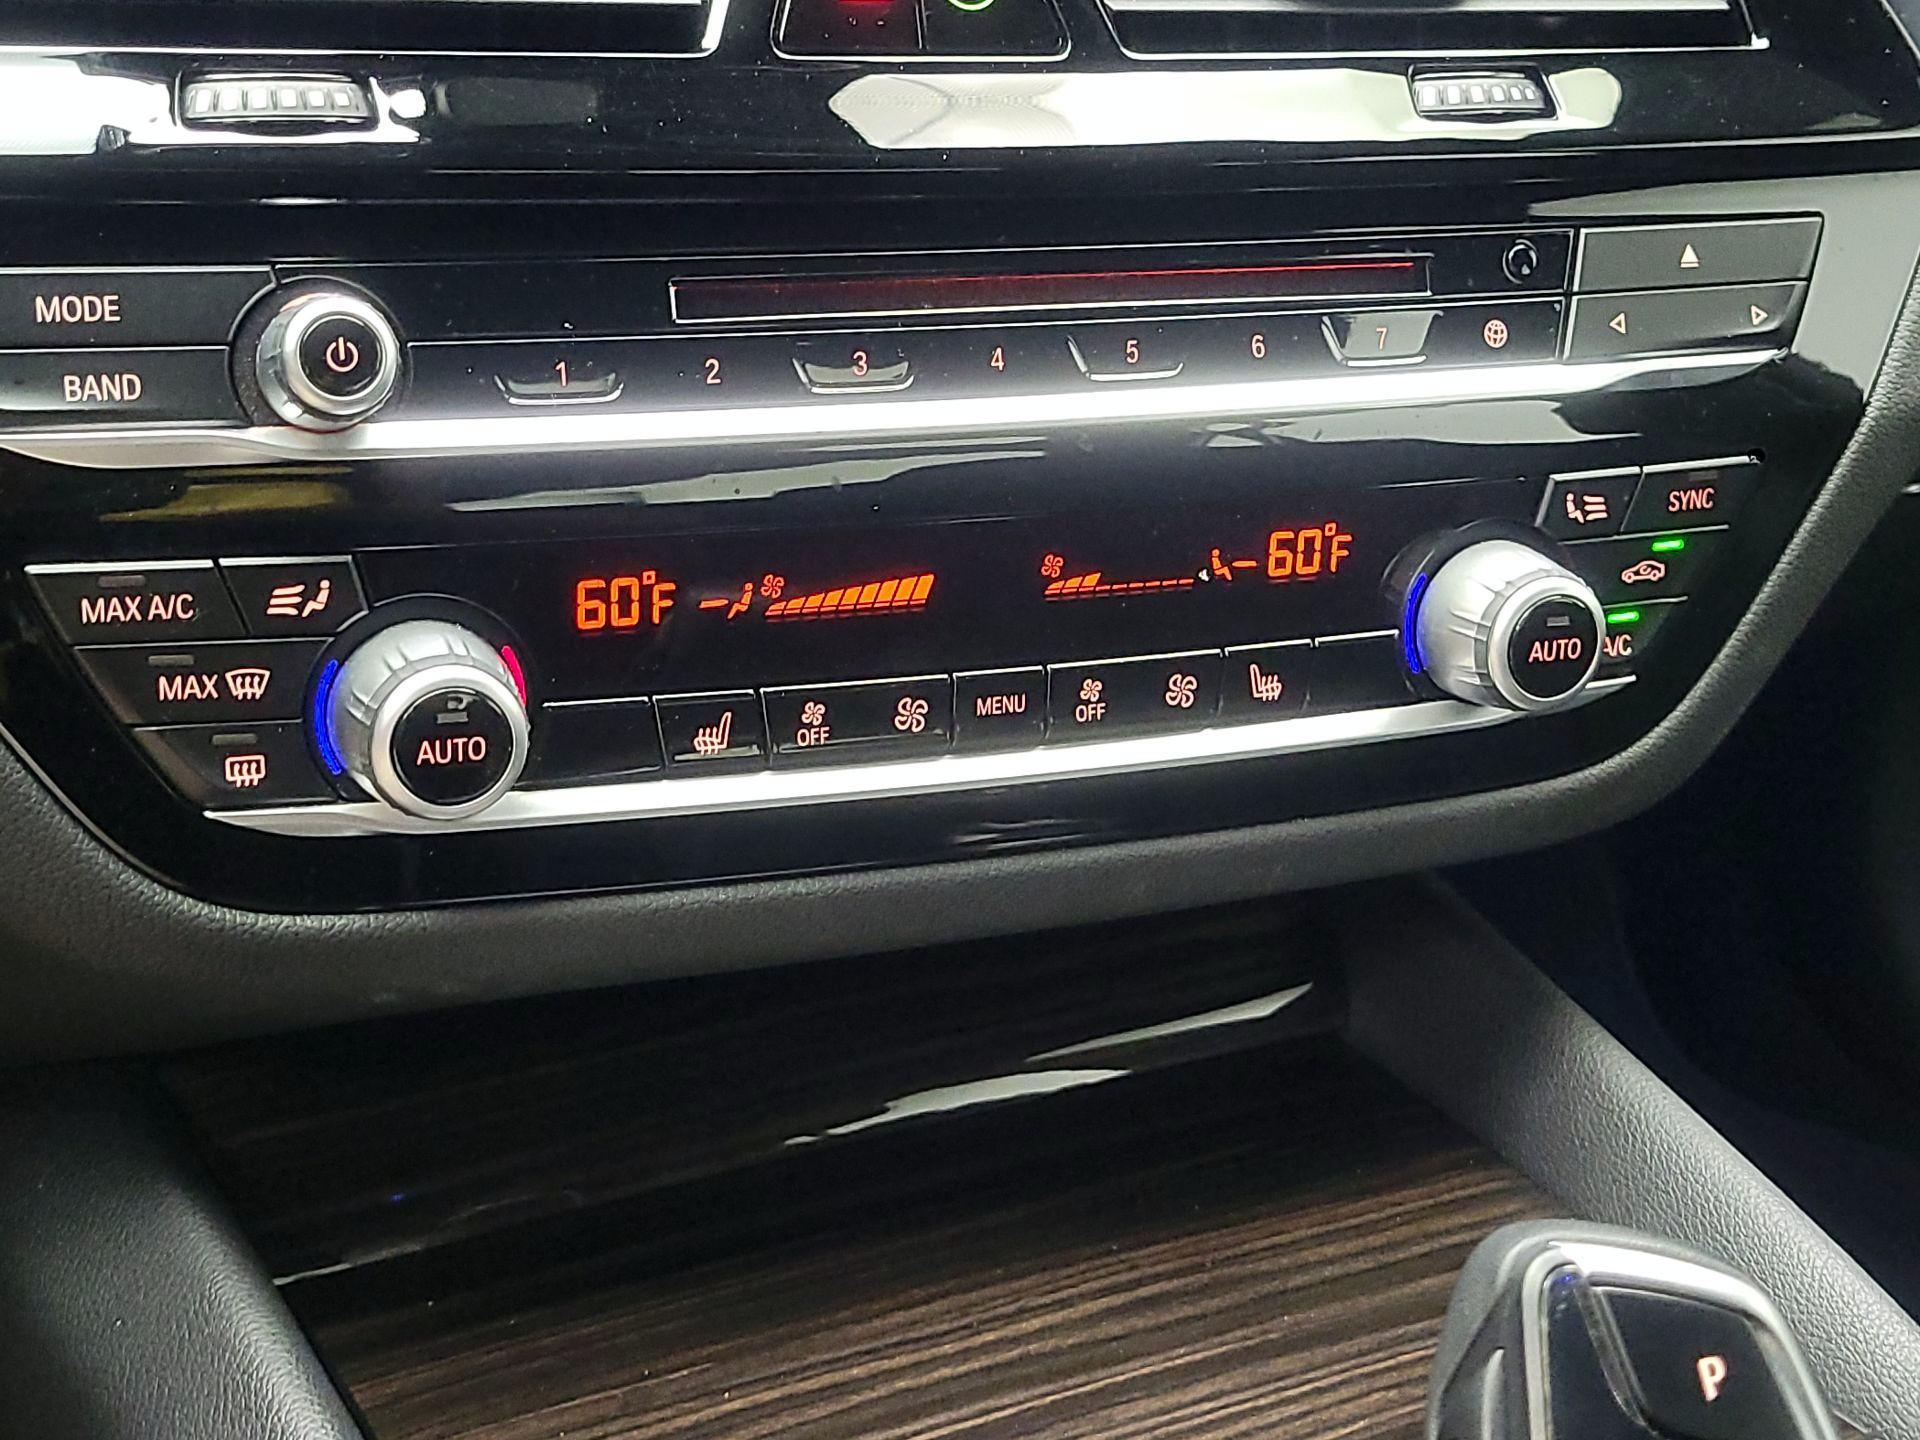 MODE
BAND
1 2 3 4 5 6 7
SYNC
MAX A/C
60°F
60°F
MAX
AUTO
OFF
MENU
OFF
AUTO
A/C
P